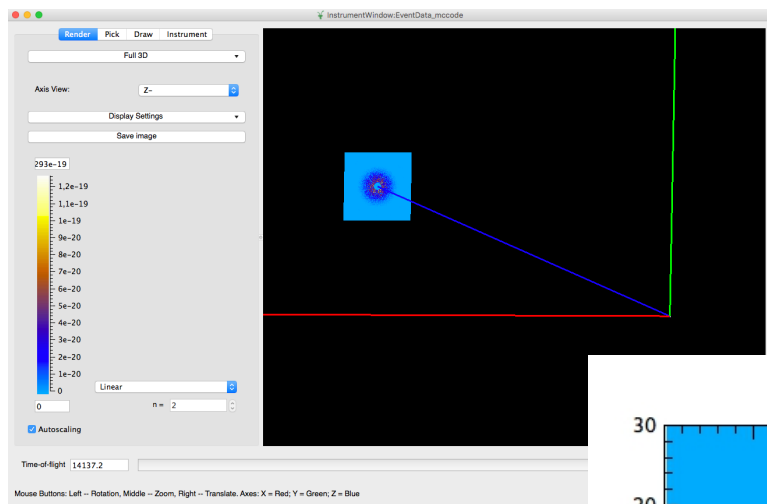 InstrumentWindow:EventData_mccode
Render Pick Draw Instrument
Full 3D
Axis View: Z-
Display Settings
Save image
293e-19
1,2e-19
1,1e-19
1e-19
9e-20
8e-20
7e-20
6e-20
5e-20
4e-20
3e-20
2e-20
1e-20
0
Linear
0 n = 2
Autoscaling
Time-of-flight 14137.2
Mouse Buttons: Left -- Rotation, Middle -- Zoom, Right -- Translate. Axes: X = Red; Y = Green; Z = Blue
30